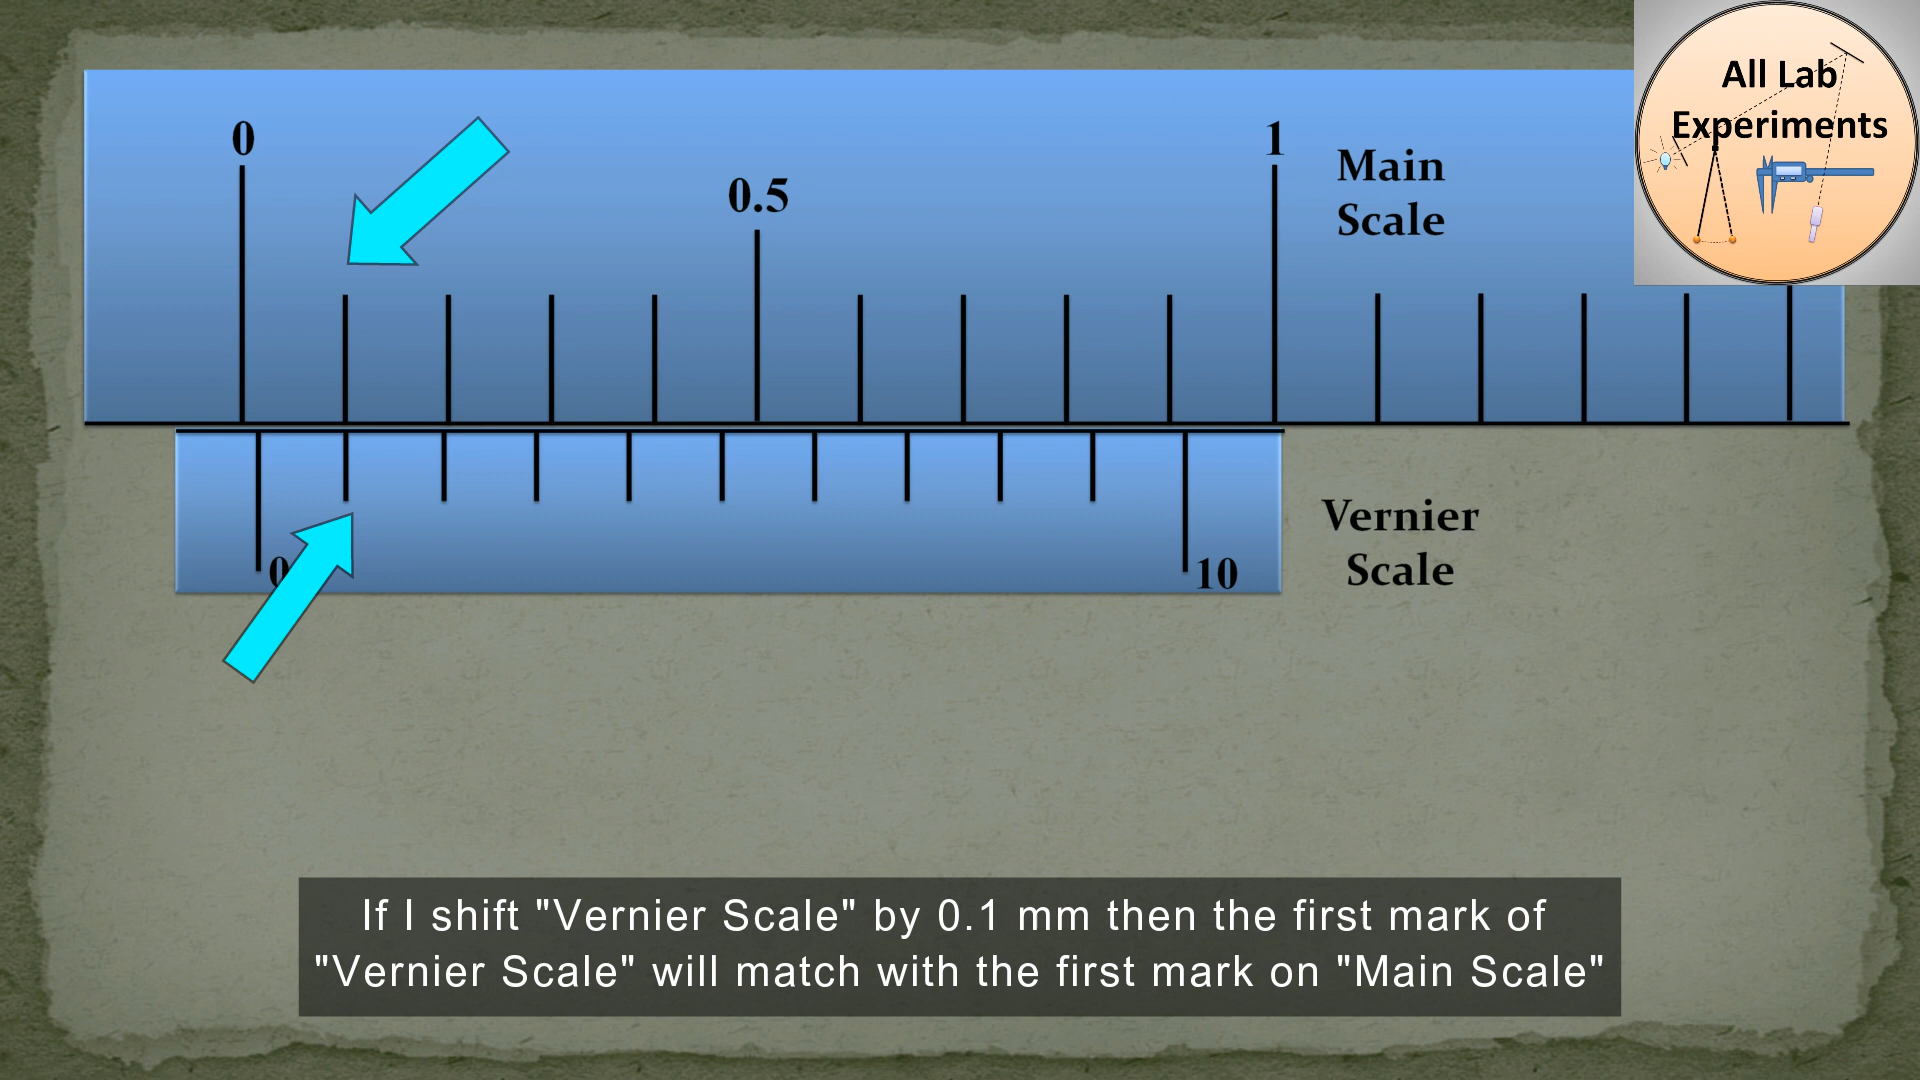 All Lab
Experiments
0
0.5
1
Main
Scale
0
10
Vernier
Scale
If I shift "Vernier Scale" by 0.1 mm then the first mark of
"Vernier Scale" will match with the first mark on "Main Scale"